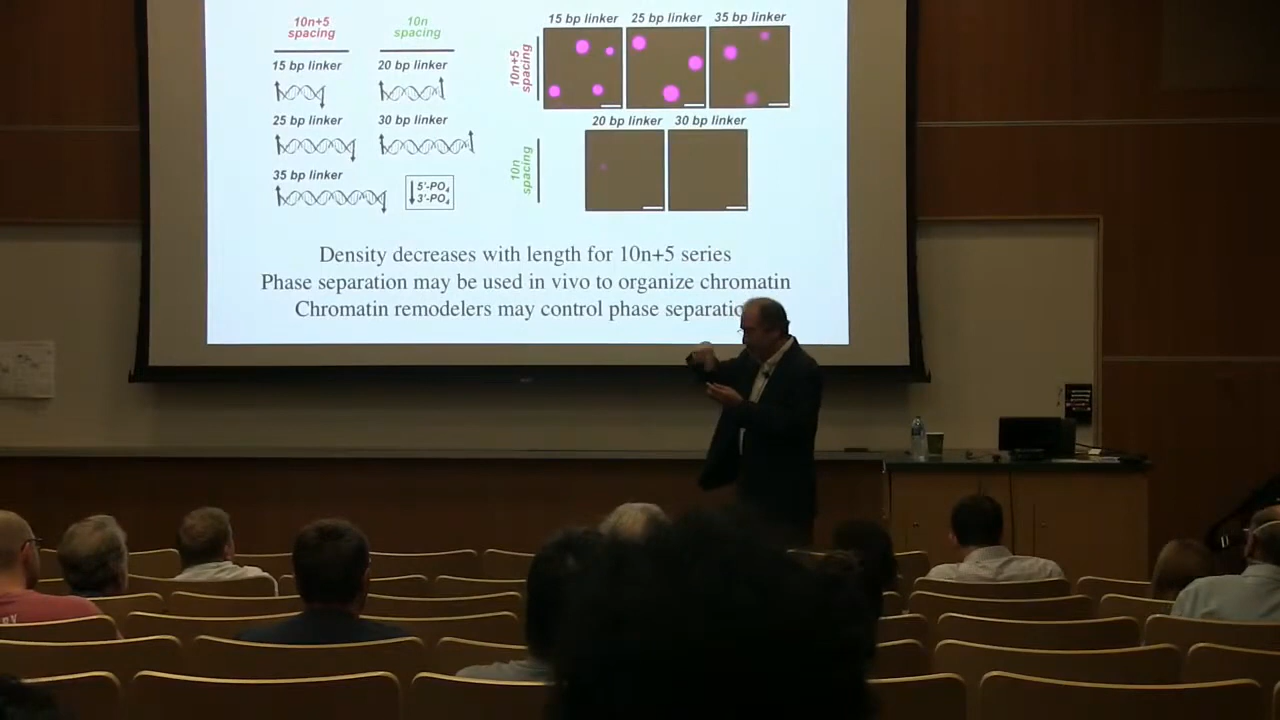 10n+5 spacing
10n spacing
15 bp linker
20 bp linker
25 bp linker
30 bp linker
35 bp linker
5'-PO4
3'-PO4
15 bp linker
25 bp linker
35 bp linker
10n+5 spacing
20 bp linker
30 bp linker
10n spacing
Density decreases with length for 10n+5 series
Phase separation may be used in vivo to organize chromatin
Chromatin remodelers may control phase